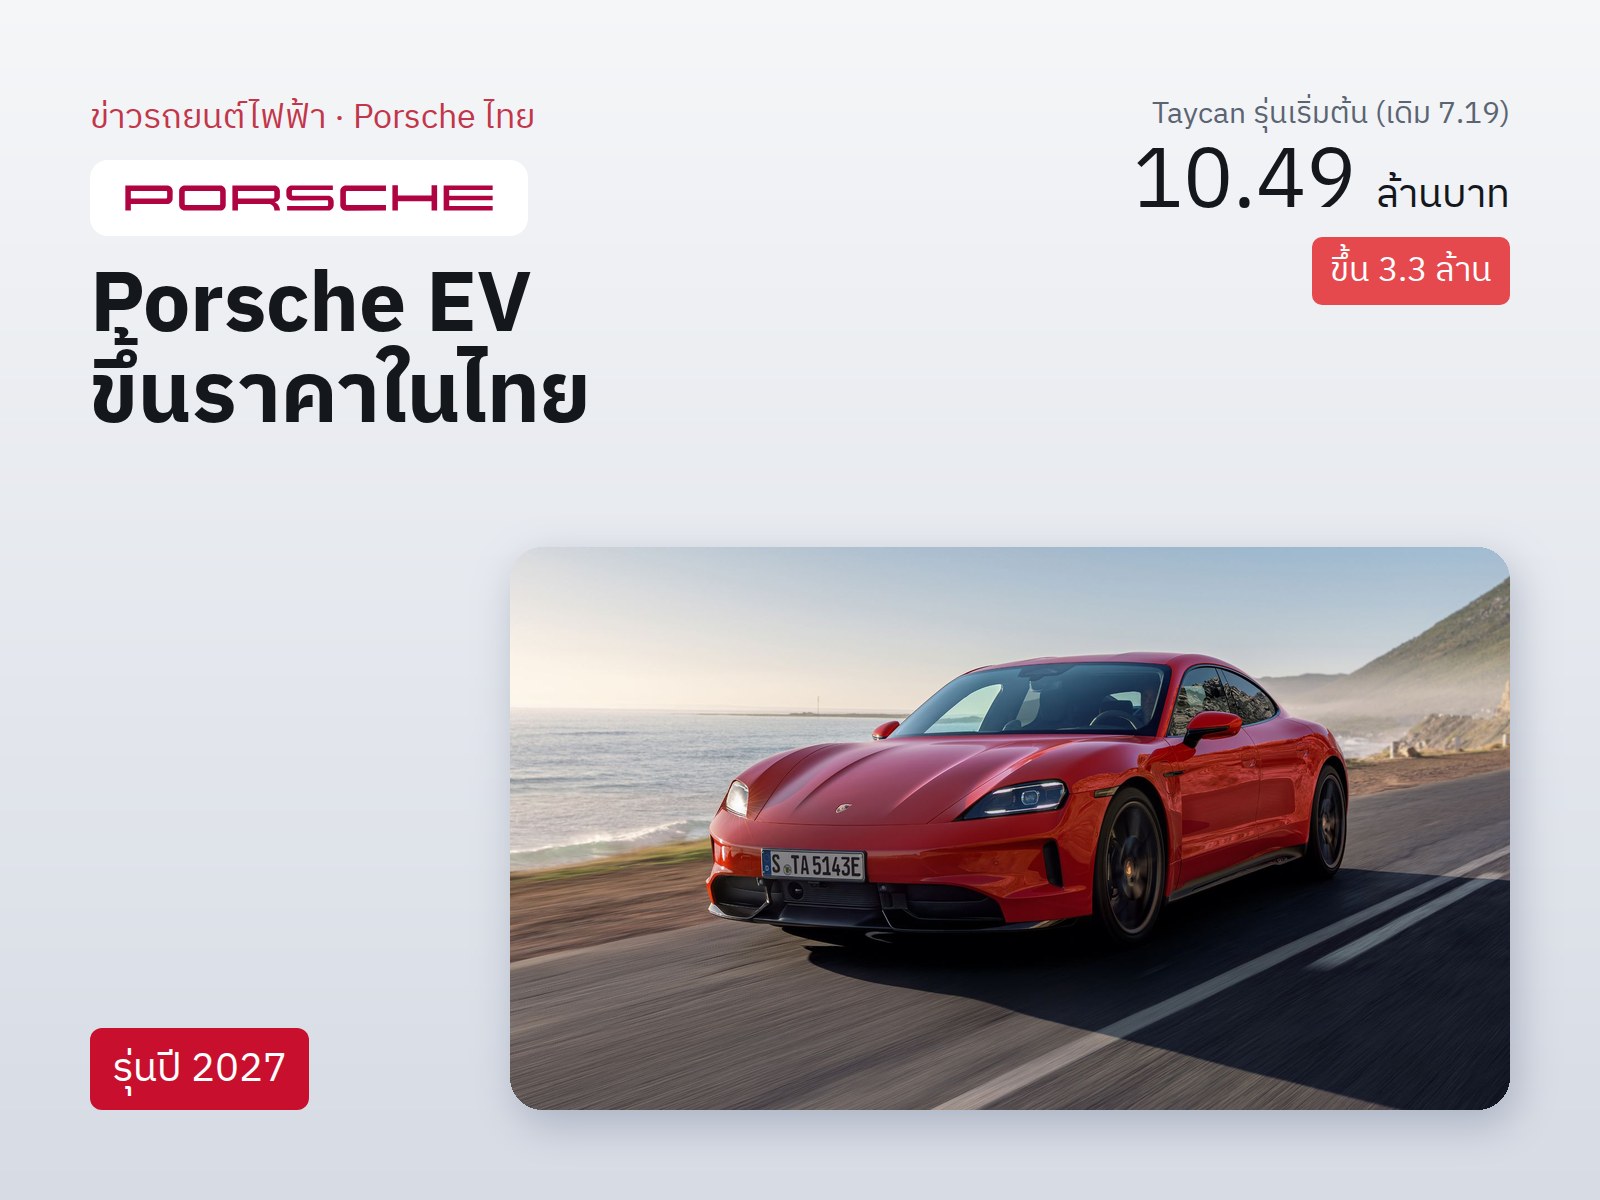 ข่าวรถยนต์ไฟฟ้า · Porsche ไทย
PORSCHE
Porsche EV
ขึ้นราคาในไทย
Taycan รุ่นเริ่มต้น (เดิม 7.19)
10.49 ล้านบาท
ขึ้น 3.3 ล้าน
S TA 5143E
รุ่นปี 2027